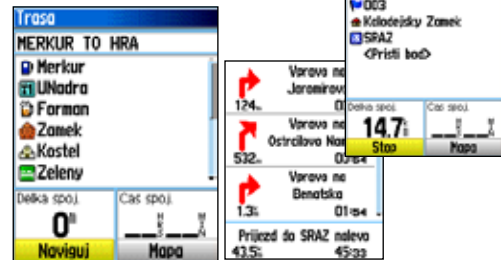 Trasa
MERKUR TO HRA
Merkur
UNadra
Forman
Zamek
Kostel
Zeleny
Delka spoj.
Cas spoj.
0
Naviguj
Mapa
Vpravo na
124
Vpravo na
532
Vpravo na
Benatska
1.3
01:54
Prijezd do SRAZ nalevo
43.5
45:33
003
Kolodejsky Zamek
SRAZ
<Pristi bod>
Delka spoj.
Cas spoj.
14.7
Stop
Mapa